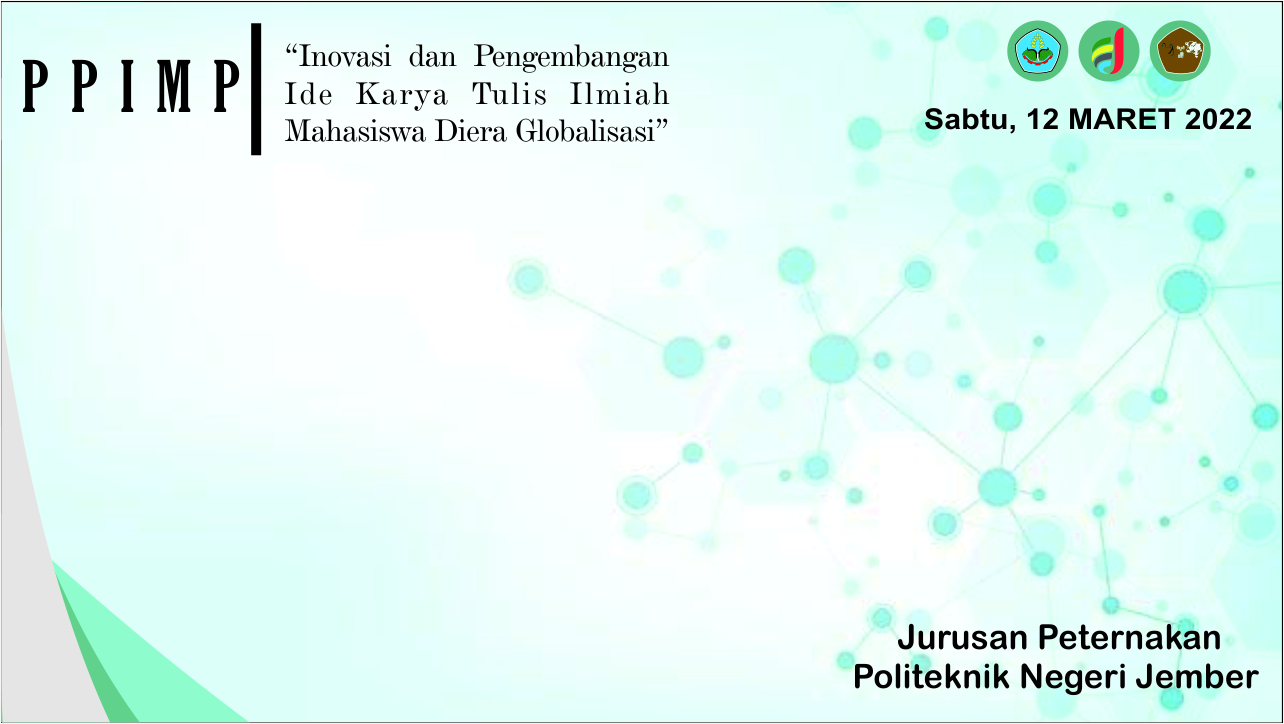 PPIMP
“Inovasi dan Pengembangan
Ide Karya Tulis Ilmiah
Mahasiswa Diera Globalisasi”
Sabtu, 12 MARET 2022
Jurusan Peternakan
Politeknik Negeri Jember